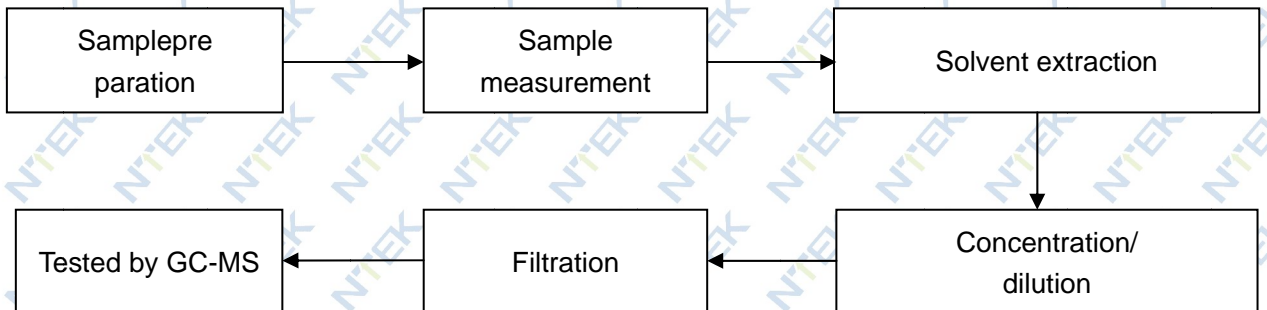 Samplepre
paration
Sample
measurement
Solvent extraction
Concentration/
dilution
Filtration
Tested by GC-MS
NTEK